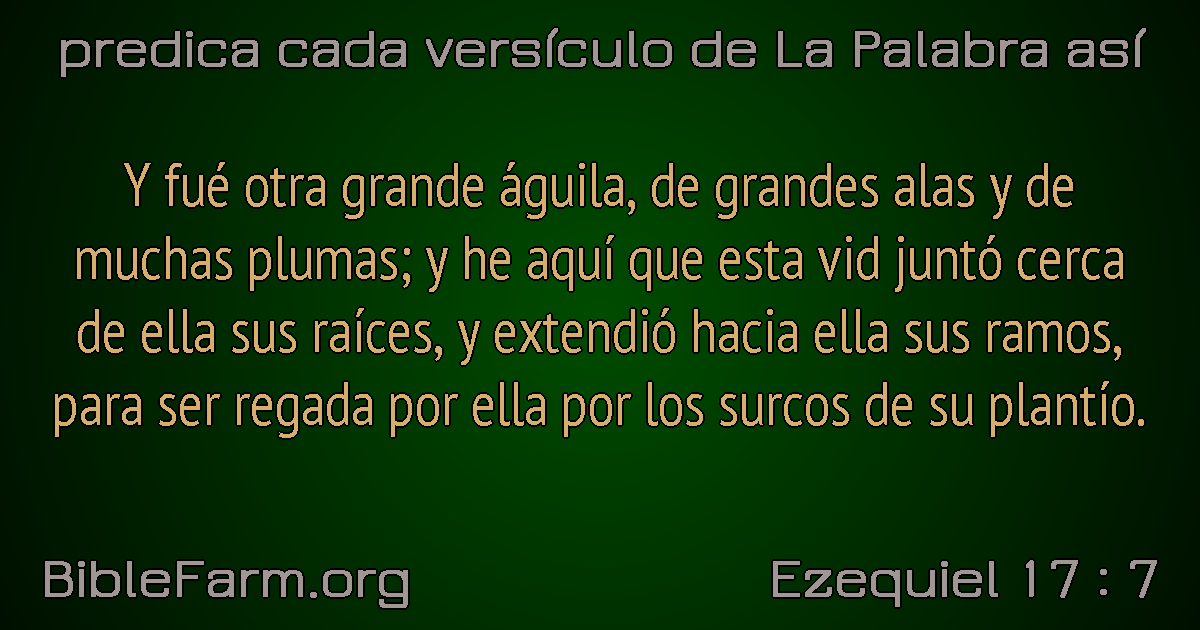 predica cada versículo de La Palabra así
Y fué otra grande águila, de grandes alas y de
muchas plumas; y he aquí que esta vid juntó cerca
de ella sus raíces, y extendió hacia ella sus ramos,
para ser regada por ella por los surcos de su plantío.
BibleFarm.org
Ezequiel 17 : 7